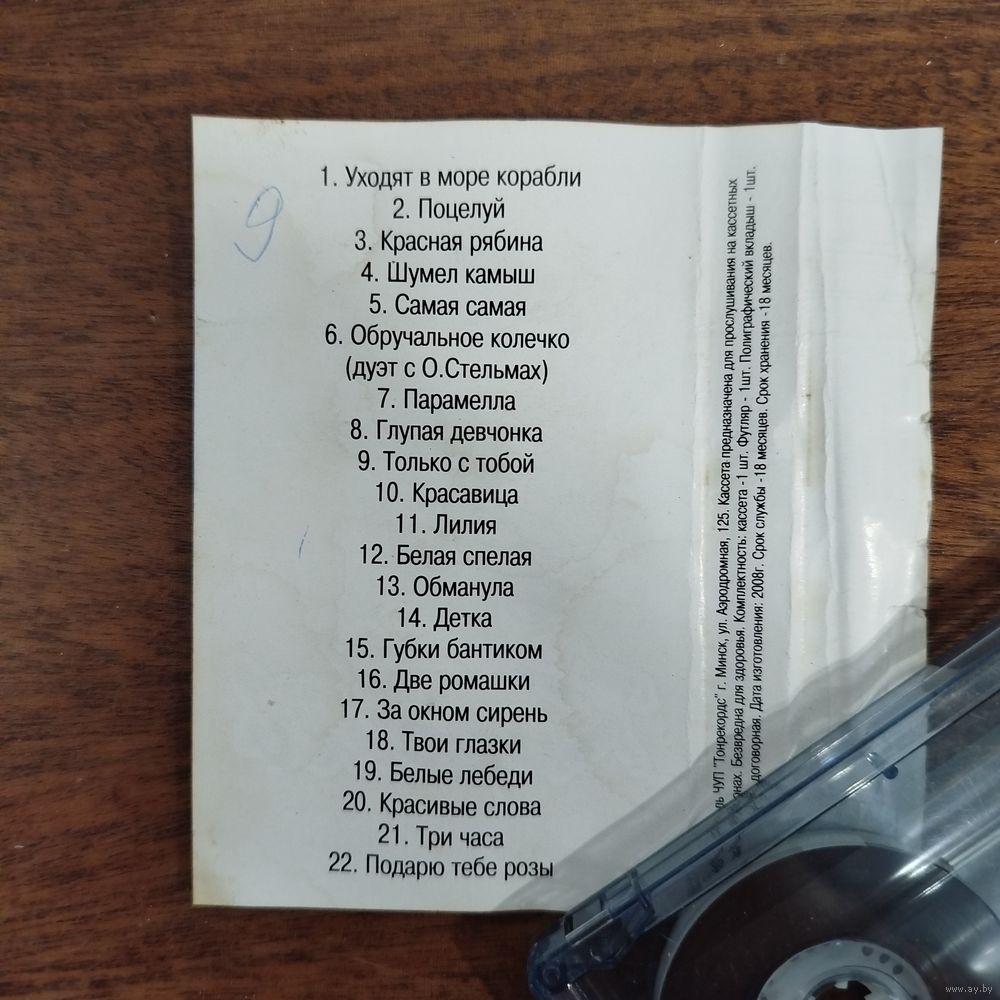 9
1. Уходят в море корабли
2. Поцелуй
3. Красная рябина
4. Шумел камыш
5. Самая самая
6. Обручальное колечко
(дуэт с О.Стельмах)
7. Парамелла
8. Глупая девчонка
9. Только с тобой
10. Красавица
11. Лилия
12. Белая спелая
13. Обманула
14. Детка
15. Губки бантиком
16. Две ромашки
17. За окном сирень
18. Твои глазки
19. Белые лебеди
20. Красивые слова
21. Три часа
22. Подарю тебе розы
ЧУП "Тонрекордс" г. Минск, ул. Аэродромная, 125. Кассета предназначена для прослушивания на кассетных
Безвредна для здоровья. Комплектность: кассета -1 шт. Футляр - 1шт. Полиграфический вкладыш - 1шт.
договорная. Дата изготовления: 2008г. Срок службы -18 месяцев. Срок хранения -18 месяцев.
www.ay.by